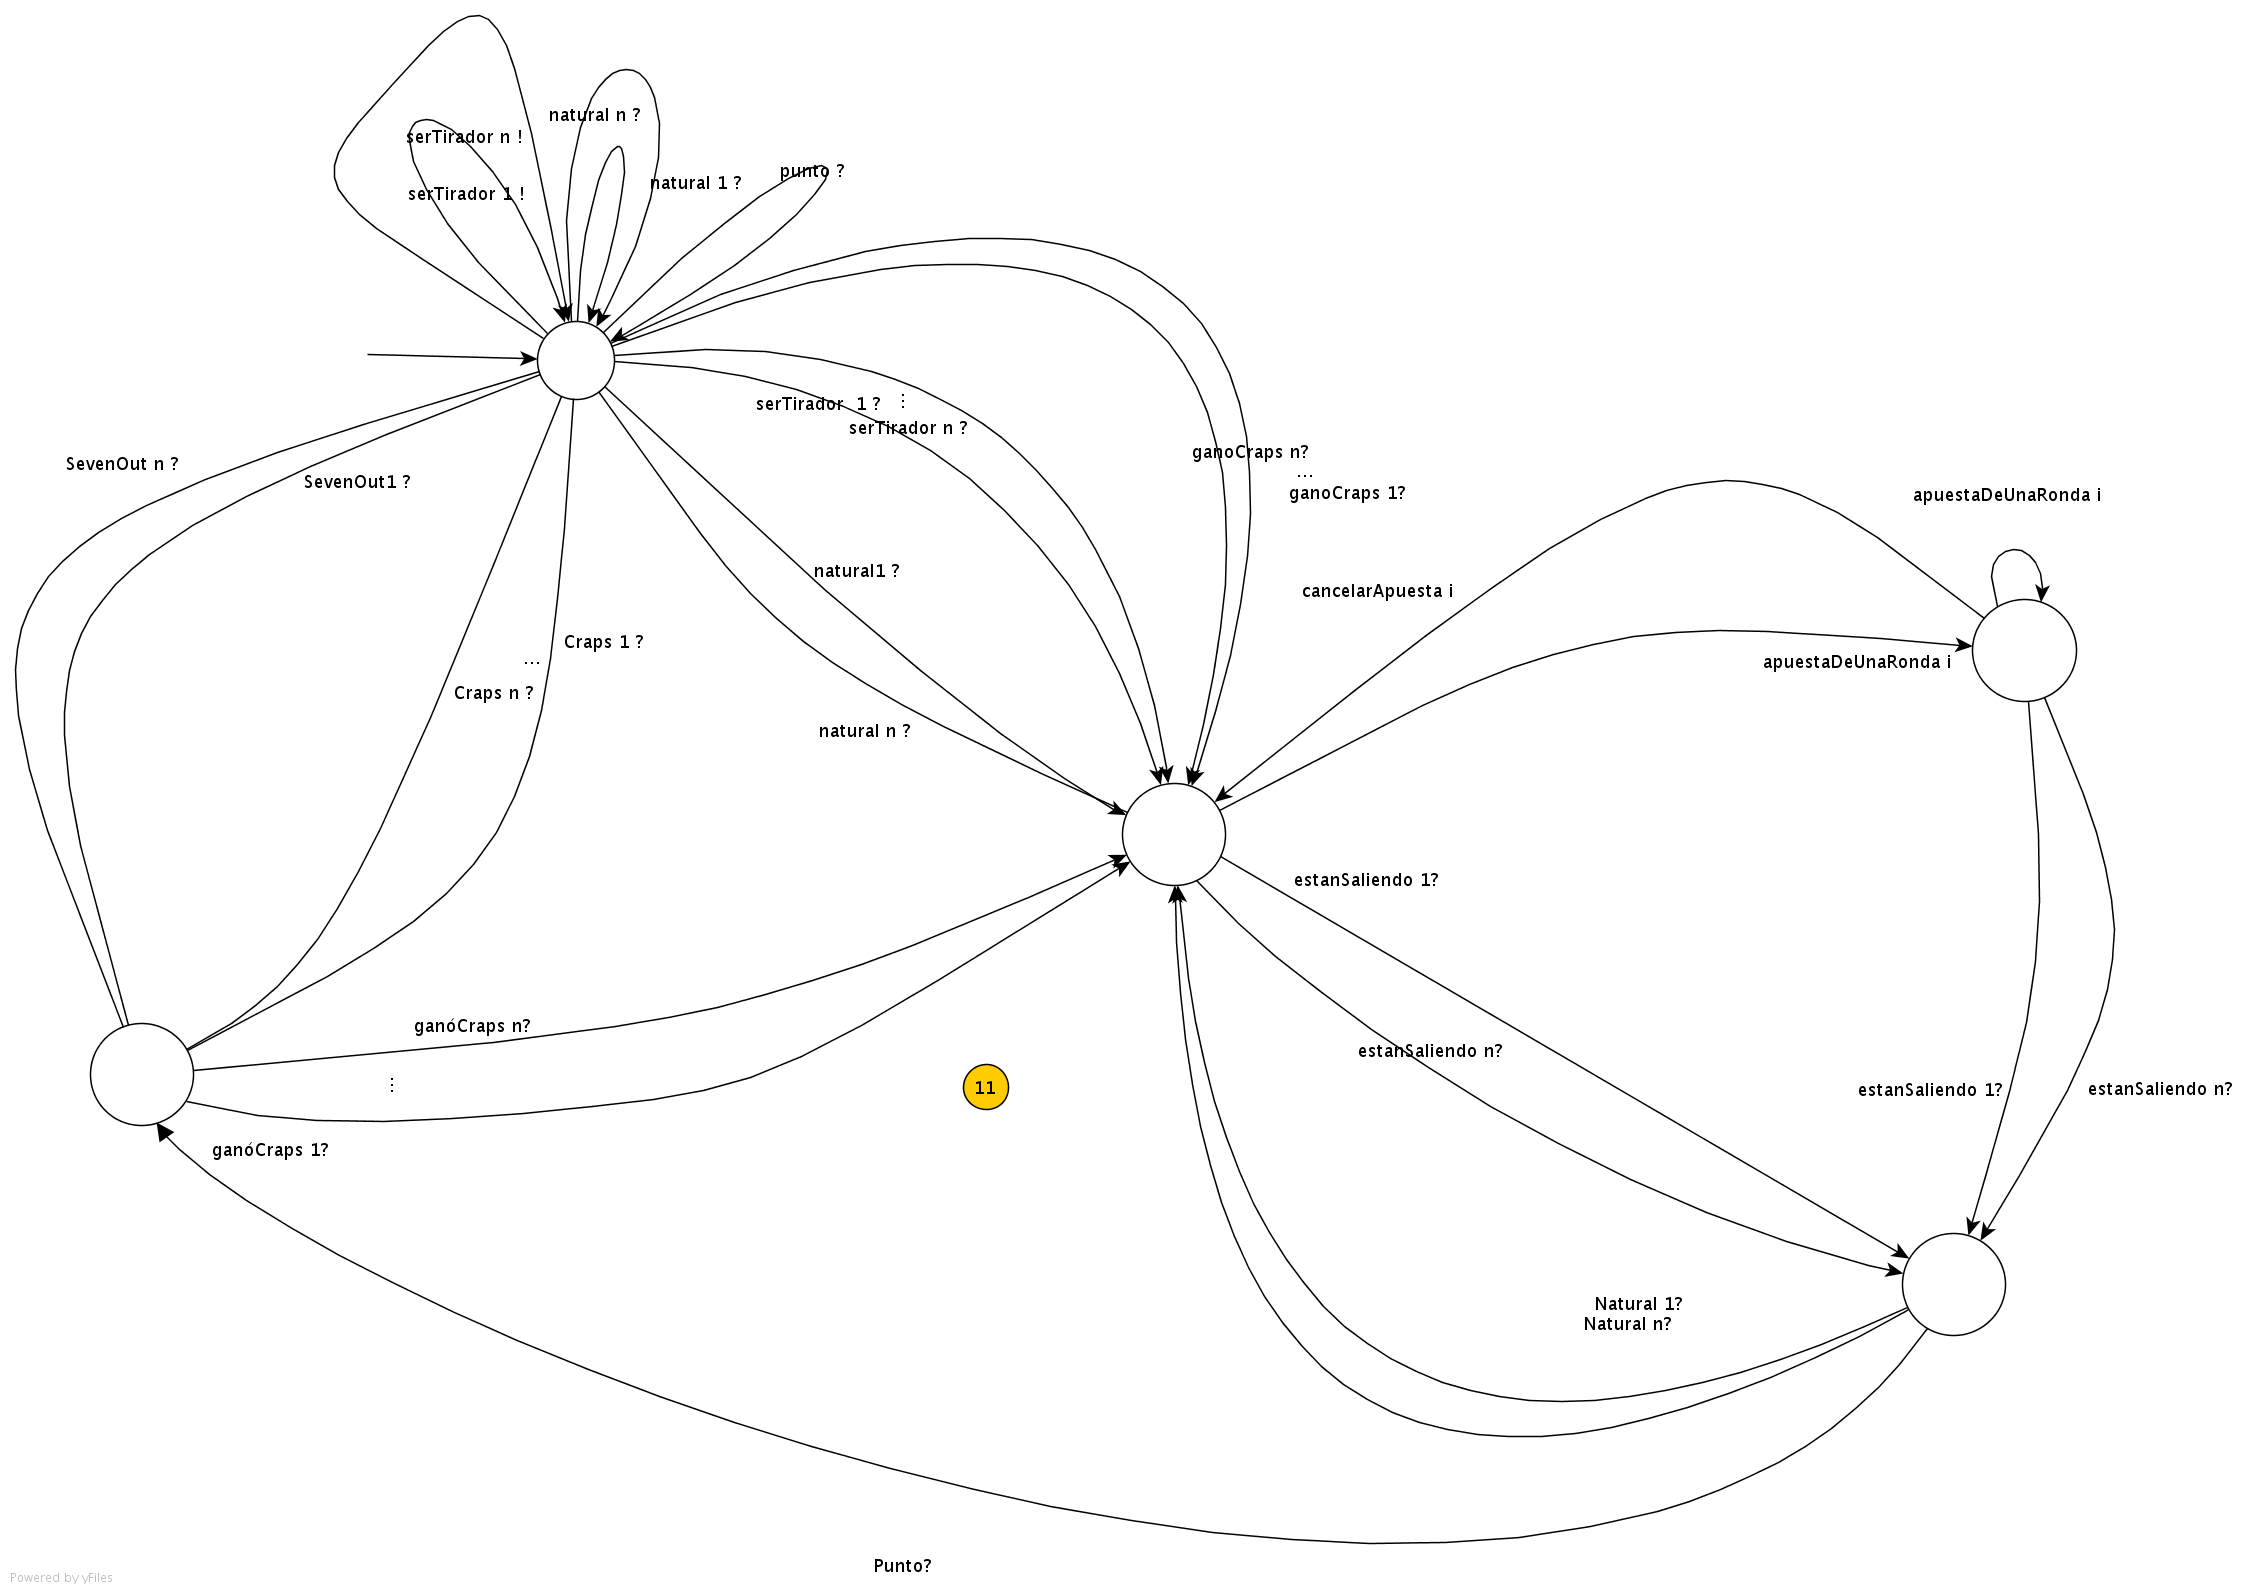 natural n ?
serTirador n !
punto ?
natural 1 ?
serTirador 1 !
serTirador  1 ?
⋮
serTirador n ?
ganoCraps n?
...
ganoCraps 1?
SevenOut n ?
SevenOut1 ?
apuestaDeUnaRonda i
natural1 ?
cancelarApuesta i
Craps 1 ?
...
apuestaDeUnaRonda i
Craps n ?
natural n ?
estanSaliendo 1?
ganóCraps n?
estanSaliendo n?
⋮
11
estanSaliendo 1?
estanSaliendo n?
ganóCraps 1?
Natural 1?
Natural n?
Punto?
Powered by yFiles